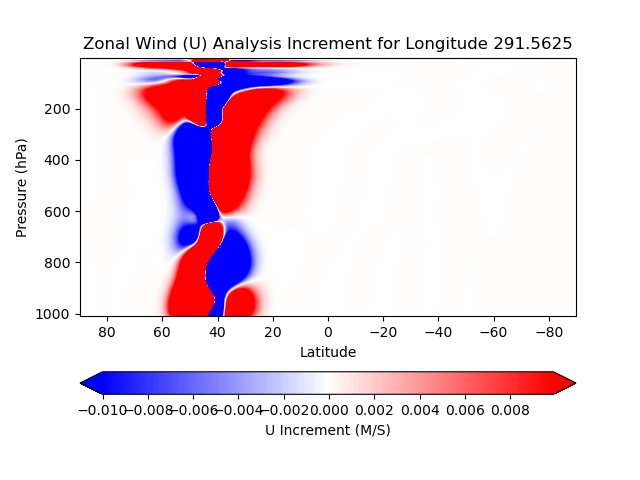 Zonal Wind (U) Analysis Increment for Longitude 291.5625
Pressure (hPa)
200
400
600
800
1000
80 60 40 20 0 −20 −40 −60 −80
Latitude
−0.010 −0.008 −0.006 −0.004 −0.002 0.000 0.002 0.004 0.006 0.008
U Increment (M/S)